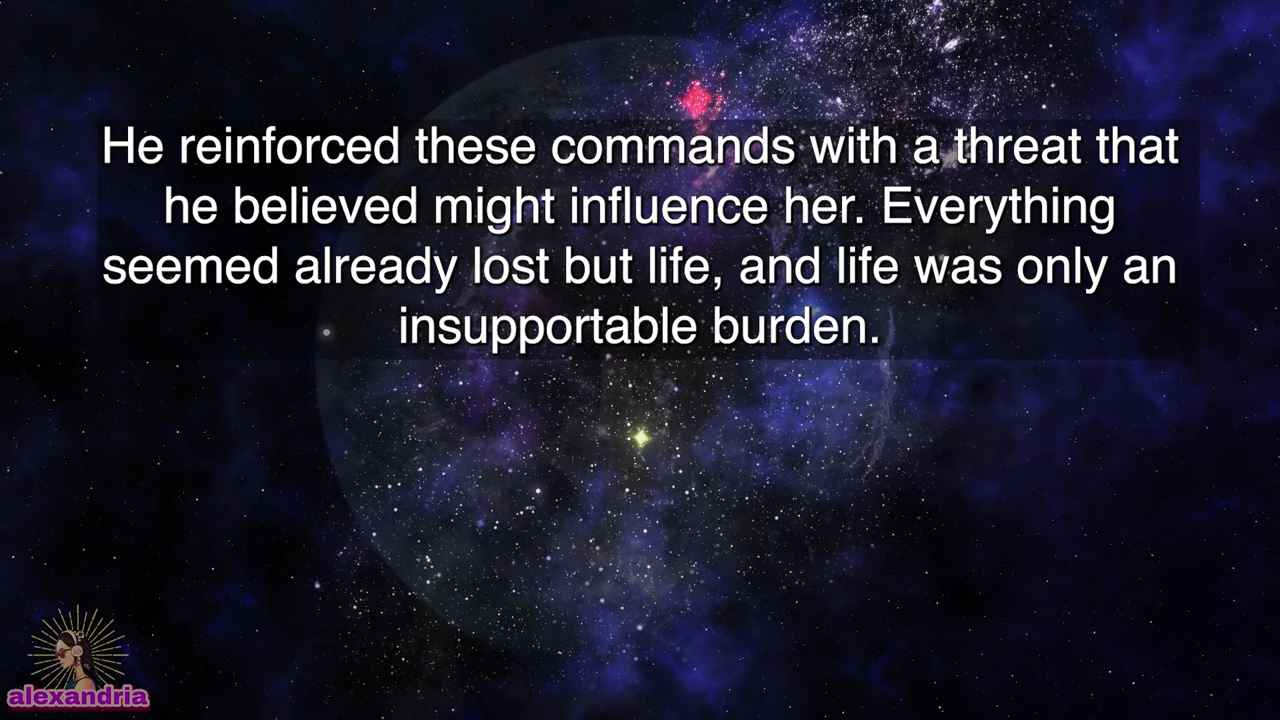 He reinforced these commands with a threat that
he believed might influence her. Everything
seemed already lost but life, and life was only an
insupportable burden.
alexandria